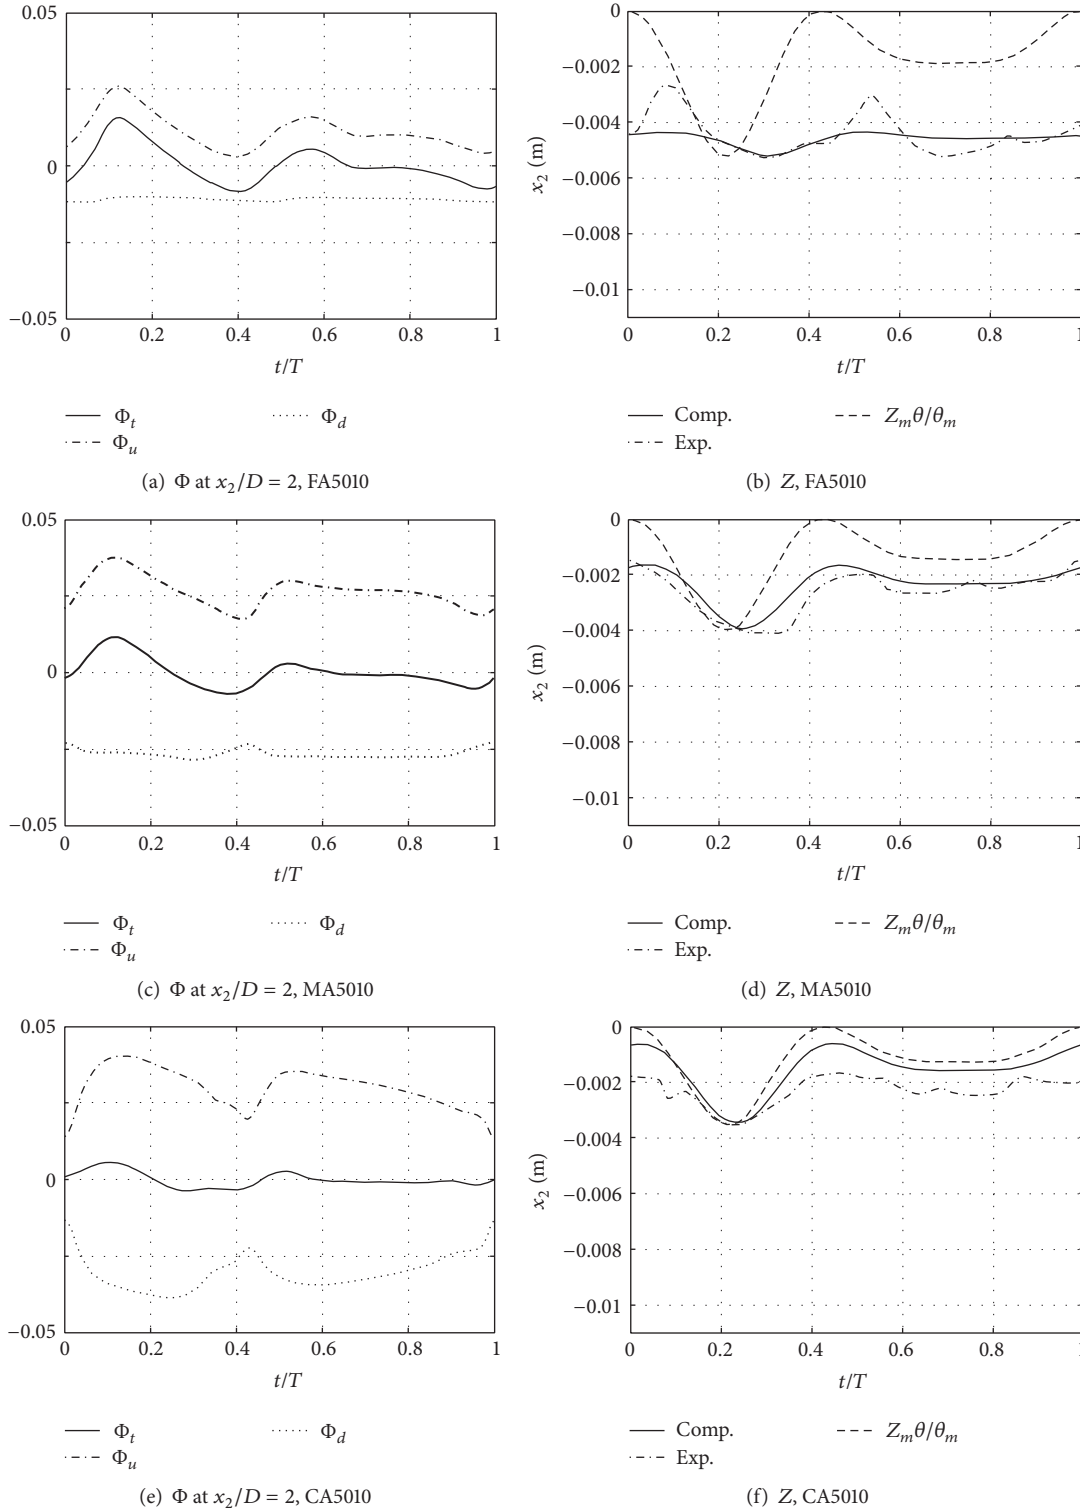 0.05
0
−0.05
0 0.2 0.4 0.6 0.8 1
t/T
Φt Φd
Φu
(a) Φ at x2/D = 2, FA5010
0
−0.002
−0.004
−0.006
−0.008
−0.01
x2 (m)
0 0.2 0.4 0.6 0.8 1
t/T
Comp. Zmθ/θm
Exp.
(b) Z, FA5010
0.05
0
−0.05
0 0.2 0.4 0.6 0.8 1
t/T
Φt Φd
Φu
(c) Φ at x2/D = 2, MA5010
0
−0.002
−0.004
−0.006
−0.008
−0.01
x2 (m)
0 0.2 0.4 0.6 0.8 1
t/T
Comp. Zmθ/θm
Exp.
(d) Z, MA5010
0.05
0
−0.05
0 0.2 0.4 0.6 0.8 1
t/T
Φt Φd
Φu
(e) Φ at x2/D = 2, CA5010
0
−0.002
−0.004
−0.006
−0.008
−0.01
x2 (m)
0 0.2 0.4 0.6 0.8 1
t/T
Comp. Zmθ/θm
Exp.
(f) Z, CA5010